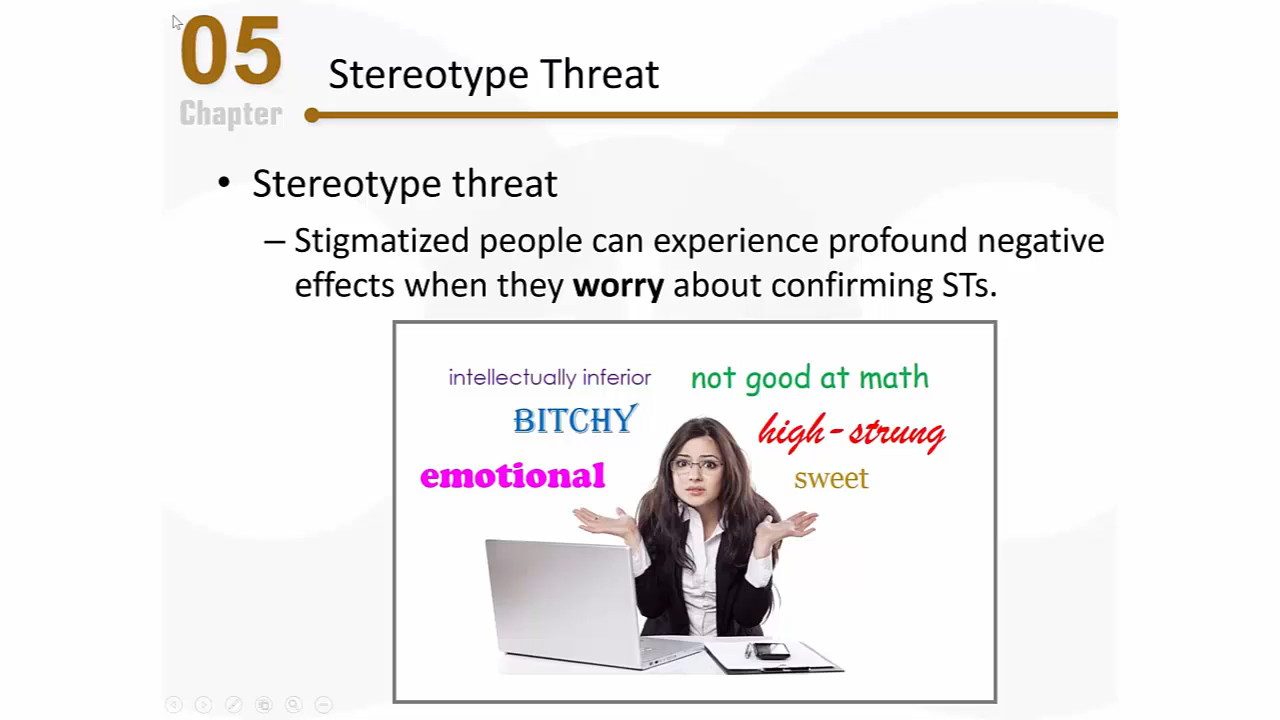 05
Chapter
Stereotype Threat
• Stereotype threat
– Stigmatized people can experience profound negative
effects when they worry about confirming STs.
intellectually inferior
not good at math
BITCHY
high-strung
emotional
sweet